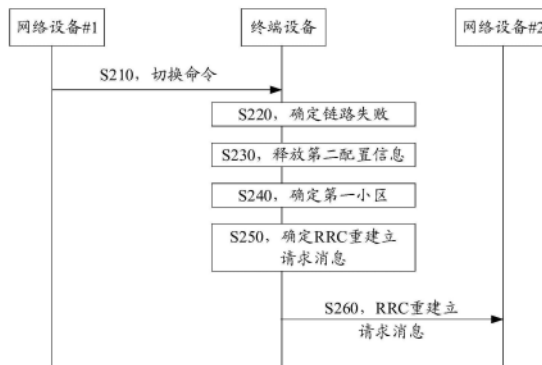 网络设备#1
终端设备
网络设备#2
S210，切换命令
S220，确定链路失败
S230，释放第二配置信息
S240，确定第一小区
S250，确定RRC重建立
请求消息
S260，RRC重建立
请求消息